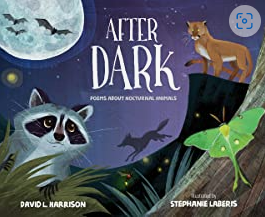 AFTER
DARK
POEMS ABOUT NOCTURNAL ANIMALS
DAVID L. HARRISON
illustrated by
STEPHANIE LABERIS